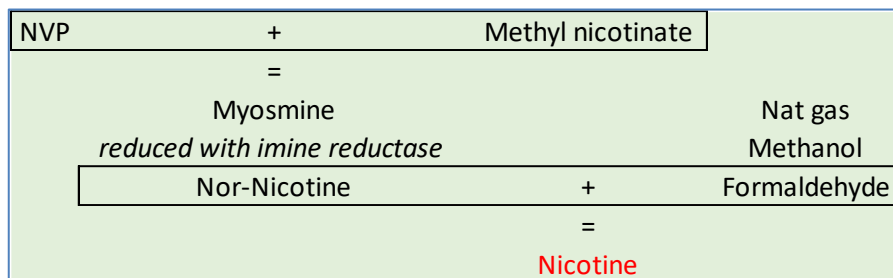 NVP + Methyl nicotinate
=
Myosmine Nat gas
reduced with imine reductase Methanol
Nor-Nicotine + Formaldehyde
=
Nicotine